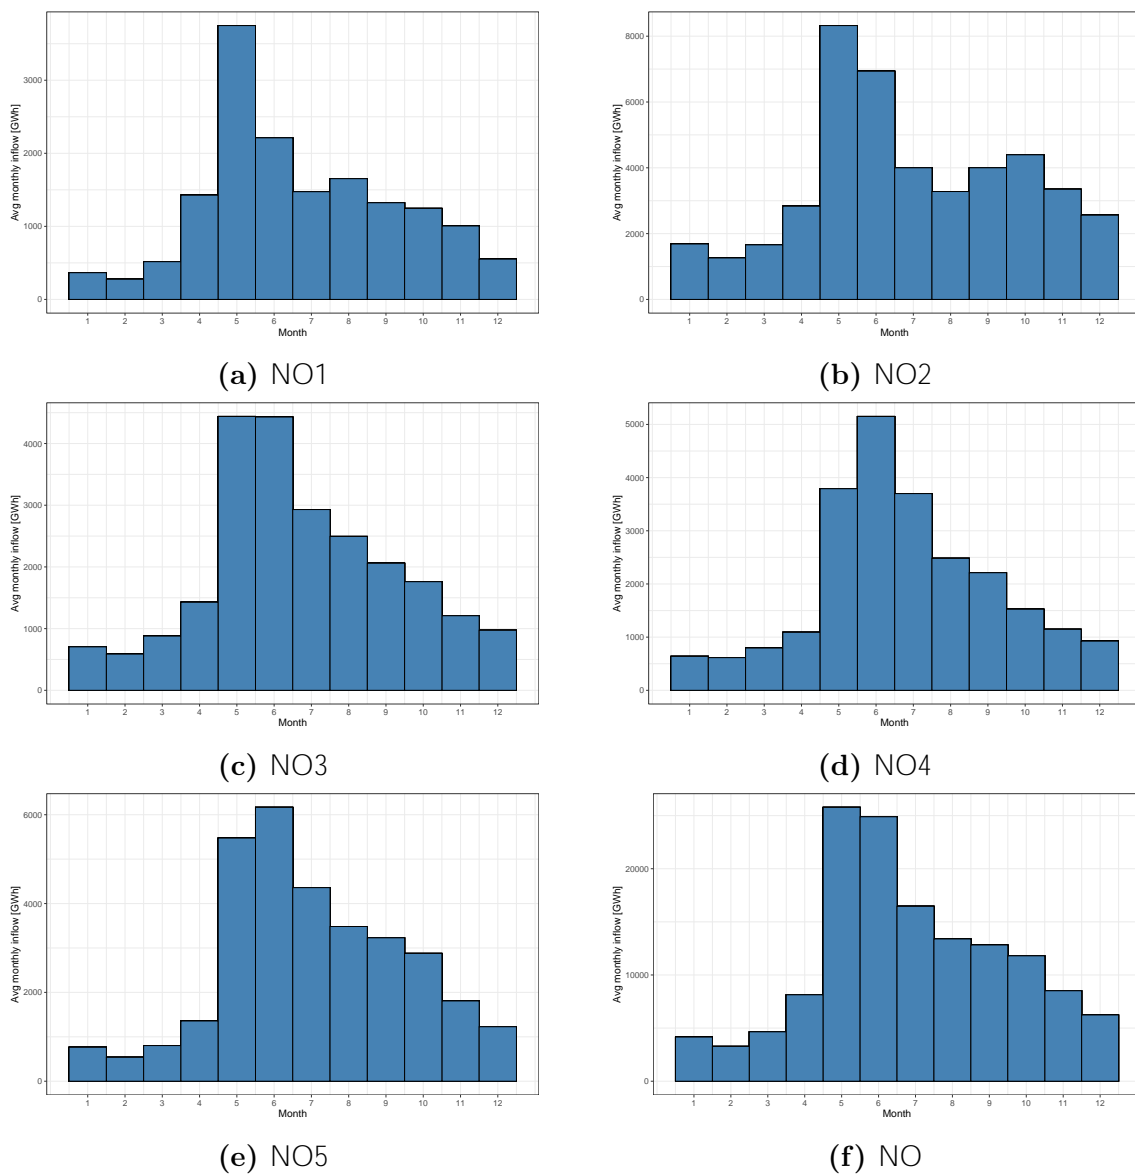 Avg monthly inflow [GWh]
3000
2000
1000
0
1 2 3 4 5 6 7 8 9 10 11 12
Month
(a) NO1
Avg monthly inflow [GWh]
8000
6000
4000
2000
0
1 2 3 4 5 6 7 8 9 10 11 12
Month
(b) NO2
Avg monthly inflow [GWh]
4000
3000
2000
1000
0
1 2 3 4 5 6 7 8 9 10 11 12
Month
(c) NO3
Avg monthly inflow [GWh]
5000
4000
3000
2000
1000
0
1 2 3 4 5 6 7 8 9 10 11 12
Month
(d) NO4
Avg monthly inflow [GWh]
6000
4000
2000
0
1 2 3 4 5 6 7 8 9 10 11 12
Month
(e) NO5
Avg monthly inflow [GWh]
20000
10000
0
1 2 3 4 5 6 7 8 9 10 11 12
Month
(f) NO